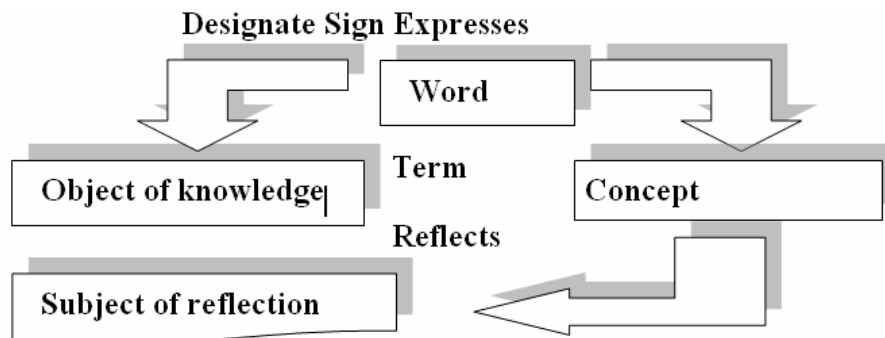 Designate Sign Expresses
Word
Term
Object of knowledge
Concept
Reflects
Subject of reflection